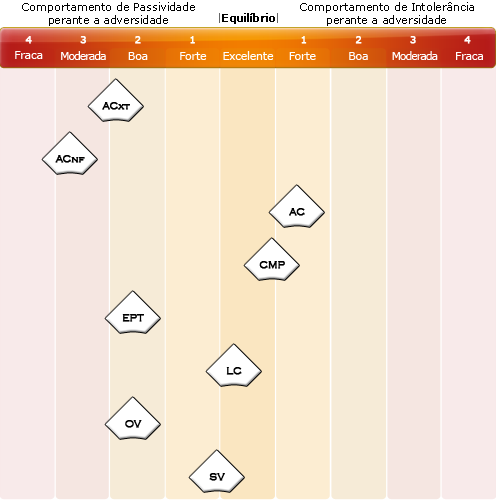 Comportamento de Passividade
perante a adversidade
|Equilíbrio|
Comportamento de Intolerância
perante a adversidade
4 3 2 1 1 2 3 4
Fraca Moderada Boa Forte Excelente Forte Boa Moderada Fraca
ACXT
ACNF
AC
CMP
EPT
LC
OV
SV